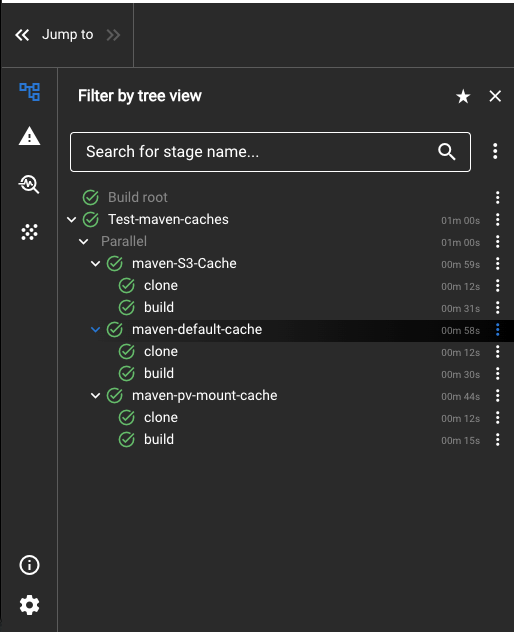 Jump to
Filter by tree view
Search for stage name...
Build root
Test-maven-caches 01m 00s
Parallel 01m 00s
maven-S3-Cache 00m 59s
clone 00m 12s
build 00m 31s
maven-default-cache 00m 58s
clone 00m 12s
build 00m 30s
maven-pv-mount-cache 00m 44s
clone 00m 12s
build 00m 15s